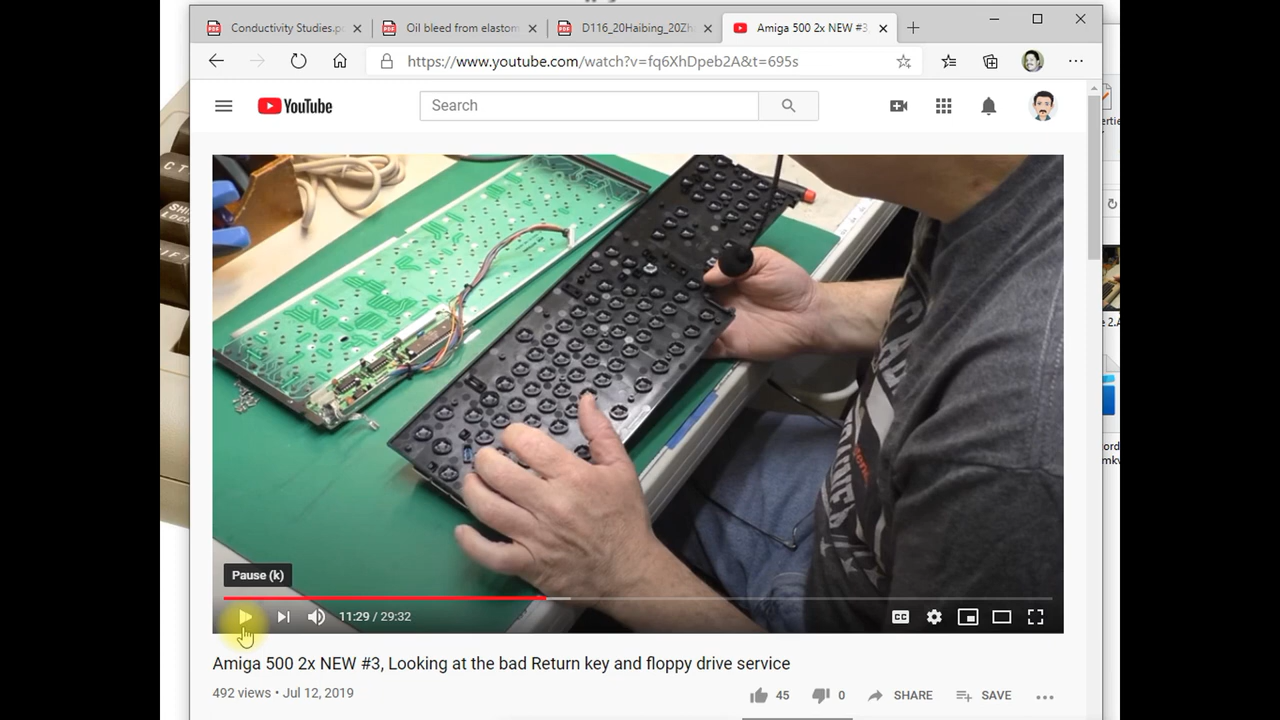 Conductivity Studies.p
Oil bleed from elastom
D116_20Haibing_20Zh
Amiga 500 2x NEW #3,
https://www.youtube.com/watch?v=fq6XhDpeb2A&t=695s
YouTube
Search
Pause (k)
11:29 / 29:32
CC
Amiga 500 2x NEW #3, Looking at the bad Return key and floppy drive service
492 views • Jul 12, 2019
45
0
SHARE
SAVE